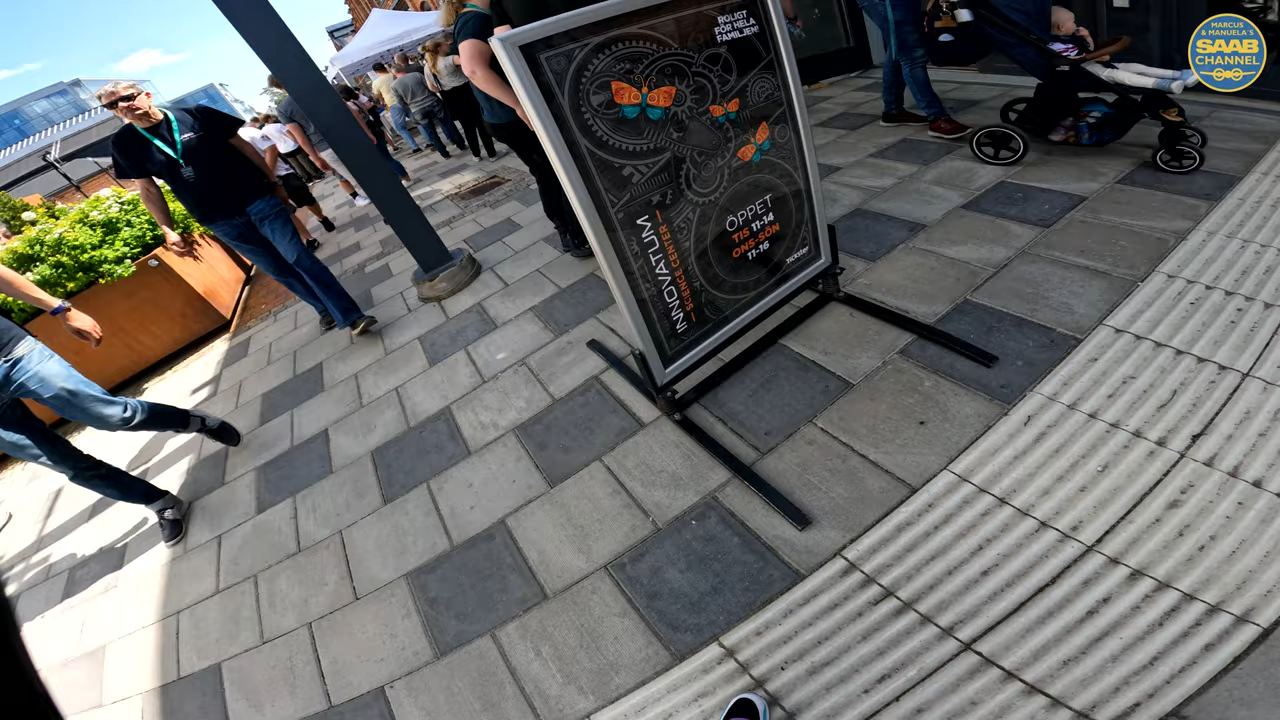 ROLIGT
FÖR HELA
FAMILJEN!
INNOVATUM
SCIENCE CENTER
ÖPPET
TIS 11-14
ONS-SÖN
11-16
TICKSTER
MARCUS
& MANUELA'S
SAAB
CHANNEL